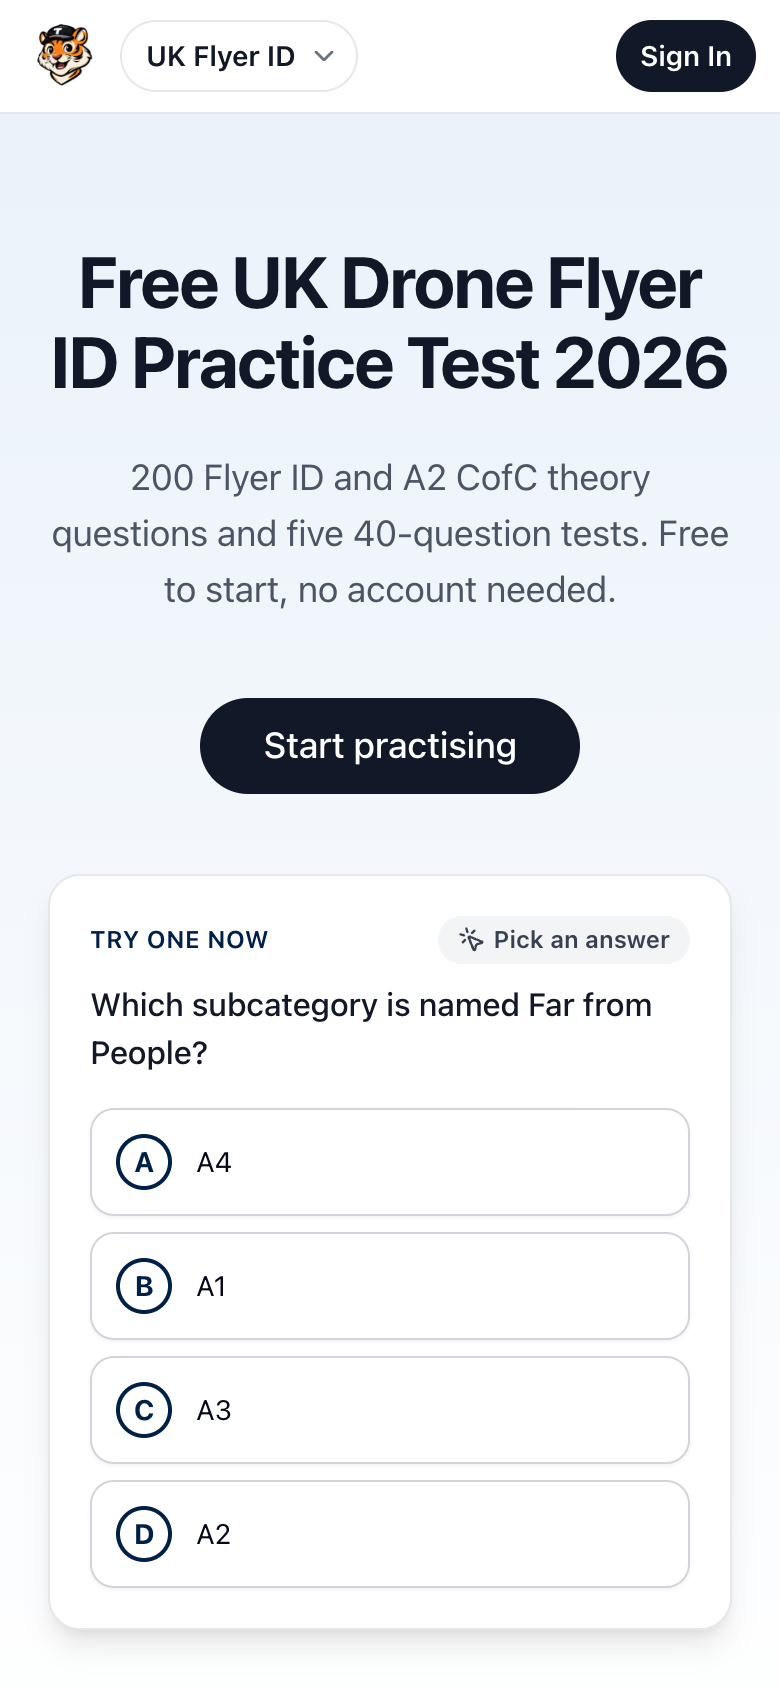 UK Flyer ID
Sign In
Free UK Drone Flyer
ID Practice Test 2026
200 Flyer ID and A2 CofC theory
questions and five 40-question tests. Free
to start, no account needed.
Start practising
TRY ONE NOW
Pick an answer
Which subcategory is named Far from
People?
A A4
B A1
C A3
D A2